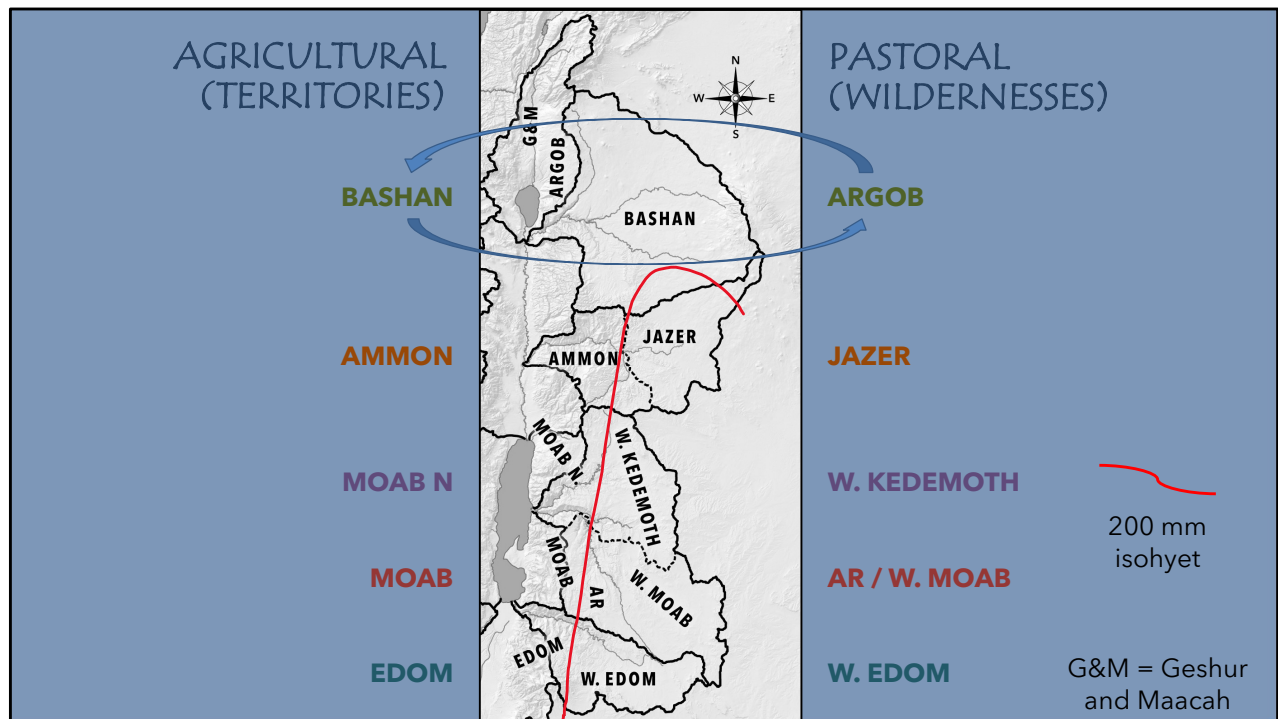 AGRICULTURAL
(TERRITORIES)
BASHAN
AMMON
MOAB N
MOAB
EDOM
N
W
E
S
G&M
ARGOB
BASHAN
JAZER
AMMON
MOAB N.
W. KEDEMOTH
MOAB
AR
W. MOAB
EDOM
W. EDOM
PASTORAL
(WILDERNESSES)
ARGOB
JAZER
W. KEDEMOTH
AR / W. MOAB
W. EDOM
200 mm
isohyet
G&M = Geshur
and Maacah